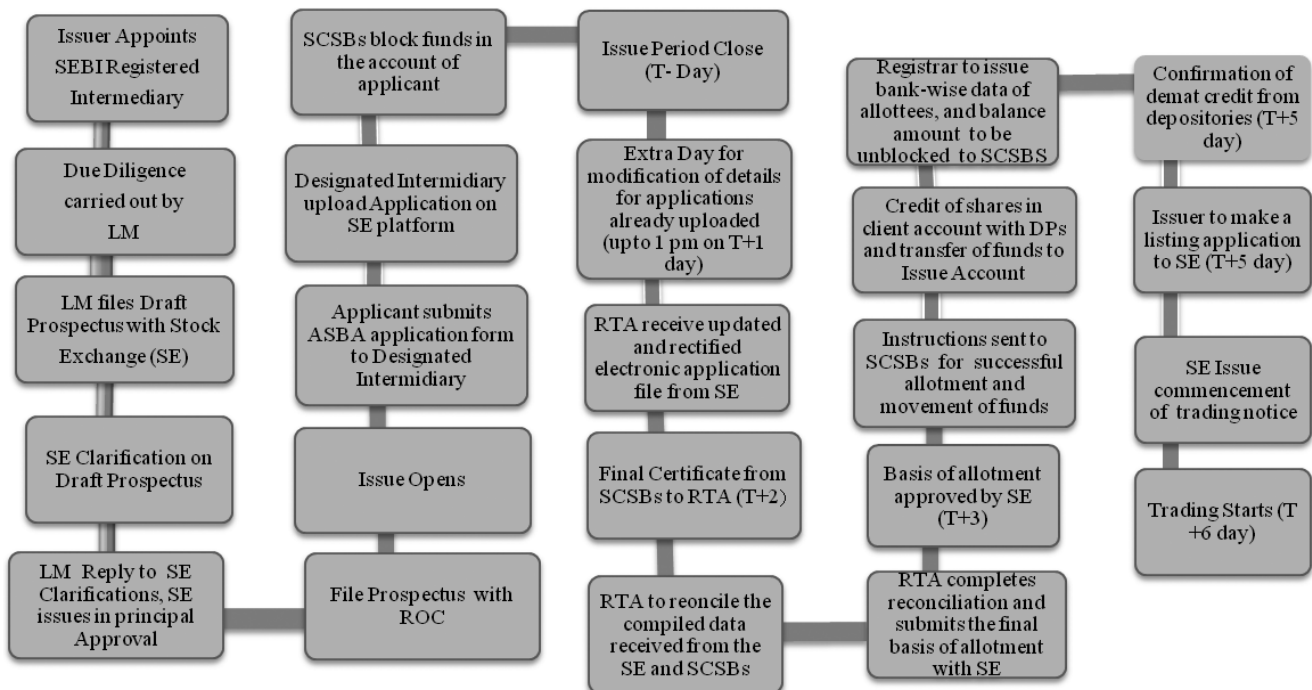 Issuer Appoints
SEBI Registered
Intermediary
Due Diligence
carried out by
LM
LM files Draft
Prospectus with Stock
Exchange (SE)
SE Clarification on
Draft Prospectus
LM Reply to SE
Clarifications, SE
issues in principal
Approval
File Prospectus with
ROC
Issue Opens
Applicant submits
ASBA application form
to Designated
Intermidiary
Designated Intermidiary
upload Application on
SE platform
SCSBs block funds in
the account of
applicant
Issue Period Close
(T- Day)
Extra Day for
modification of details
for applications
already uploaded
(upto 1 pm on T+1
day)
RTA receive updated
and rectified
electronic application
file from SE
Final Certificate from
SCSBs to RTA (T+2)
RTA to reconcile the
compiled data
received from the
SE and SCSBs
RTA completes
reconciliation and
submits the final
basis of allotment
with SE
Basis of allotment
approved by SE
(T+3)
Instructions sent to
SCSBs for successful
allotment and
movement of funds
Credit of shares in
client account with DPs
and transfer of funds to
Issue Account
Registrar to issue
bank-wise data of
allottees, and balance
amount to be
unblocked to SCSBS
Confirmation of
demat credit from
depositories (T+5
day)
Issuer to make a
listing application
to SE (T+5 day)
SE Issue
commencement
of trading notice
Trading Starts (T
+6 day)